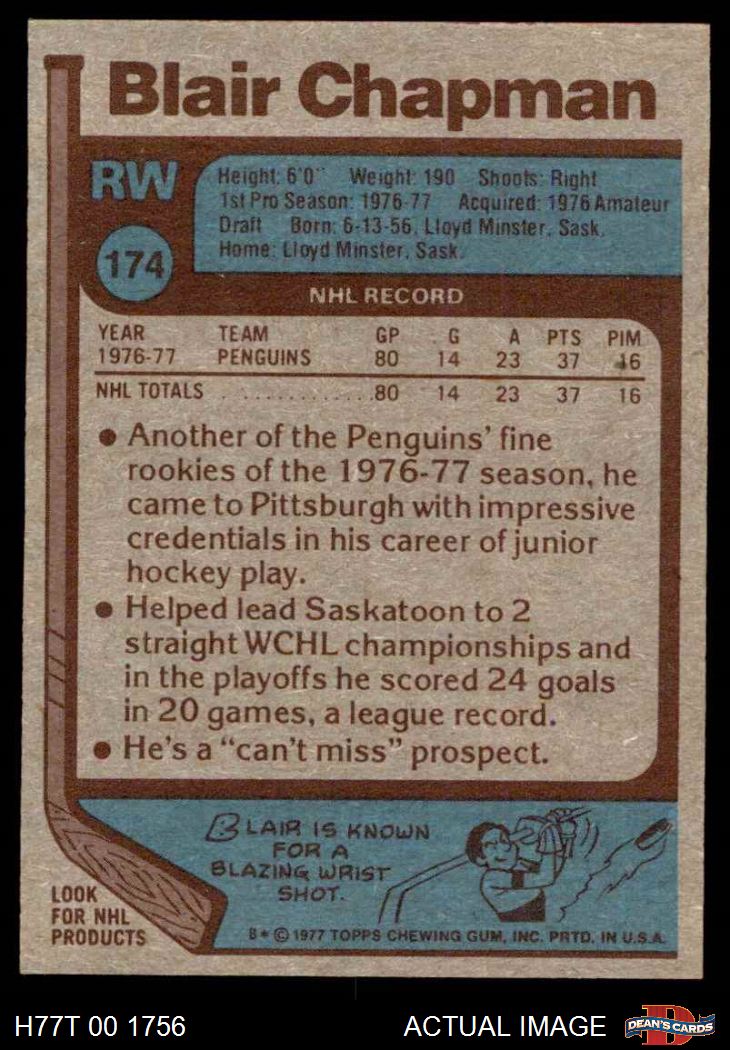 Blair Chapman
RW
174
Height: 6'0" Weight: 190 Shoots: Right
1st Pro Season: 1976-77 Acquired: 1976 Amateur
Draft Born: 6-13-56, Lloyd Minster, Sask.
Home: Lloyd Minster, Sask.
NHL RECORD
YEAR TEAM GP G A PTS PIM
1976-77 PENGUINS 80 14 23 37 16
NHL TOTALS . . . . . . . . . . . . 80 14 23 37 16
● Another of the Penguins' fine
rookies of the 1976-77 season, he
came to Pittsburgh with impressive
credentials in his career of junior
hockey play.
● Helped lead Saskatoon to 2
straight WCHL championships and
in the playoffs he scored 24 goals
in 20 games, a league record.
● He's a "can't miss" prospect.
BLAIR IS KNOWN
FOR A
BLAZING WRIST
SHOT.
LOOK
FOR NHL
PRODUCTS
B* © 1977 TOPPS CHEWING GUM, INC. PRTD. IN U.S.A.
H77T 00 1756 ACTUAL IMAGE
D
DEAN'S CARDS